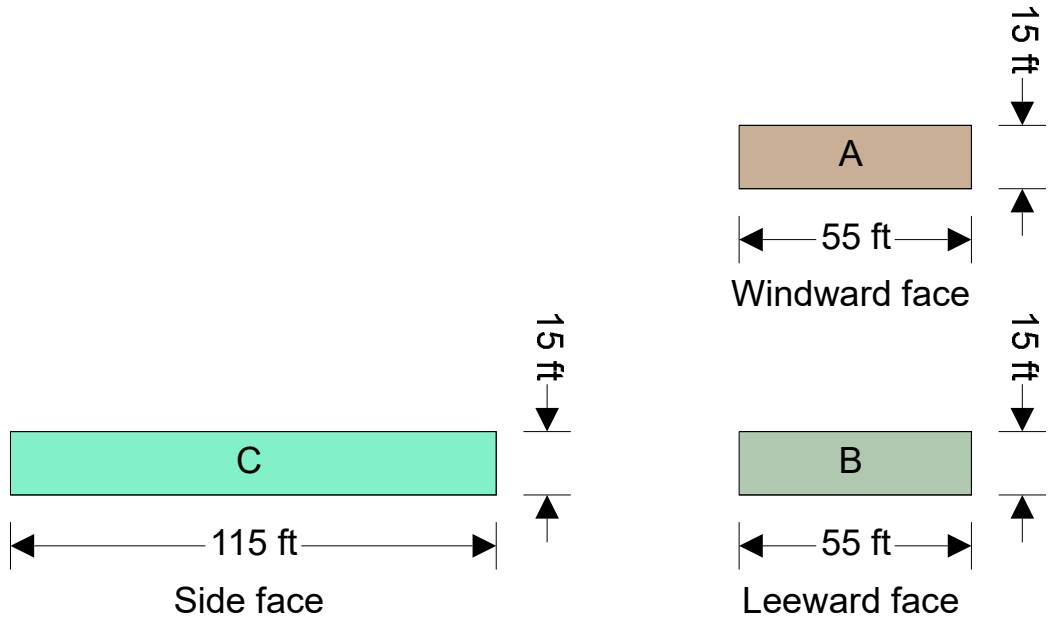 15 ft
A
55 ft
Windward face
15 ft
15 ft
C
B
115 ft
55 ft
Side face
Leeward face